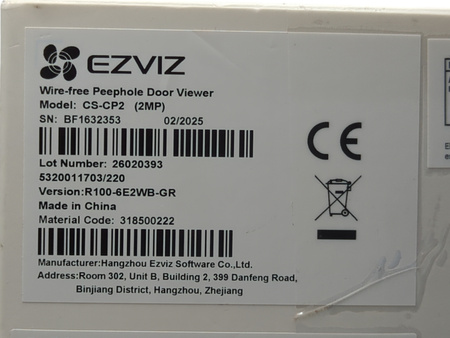 EZVIZ
Wire-free Peephole Door Viewer
Model: CS-CP2 (2MP)
SN: BF1632353 02/2025
CE
Lot Number: 26020393
5320011703/220
Version:R100-6E2WB-GR
Made in China
Material Code: 318500222
Manufacturer:Hangzhou Ezviz Software Co.,Ltd.
Address:Room 302, Unit B, Building 2, 399 Danfeng Road,
Binjiang District, Hangzhou, Zhejiang